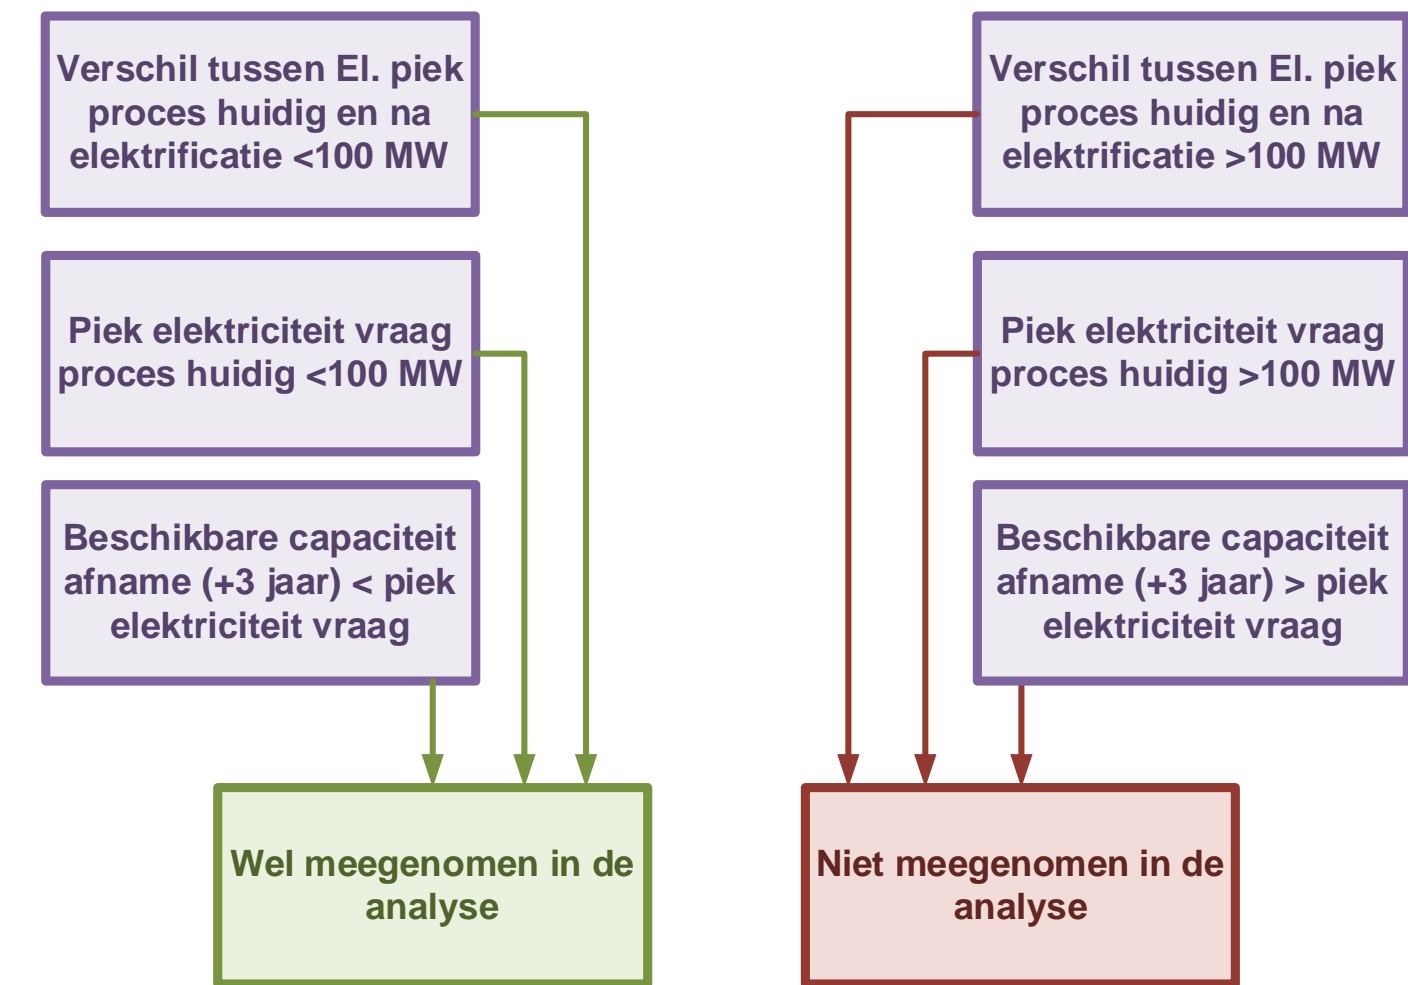 Verschil tussen El. piek
proces huidig en na
elektrificatie <100 MW
Piek elektriciteit vraag
proces huidig <100 MW
Beschikbare capaciteit
afname (+3 jaar) < piek
elektriciteit vraag
Wel meegenomen in de
analyse
Verschil tussen El. piek
proces huidig en na
elektrificatie >100 MW
Piek elektriciteit vraag
proces huidig >100 MW
Beschikbare capaciteit
afname (+3 jaar) > piek
elektriciteit vraag
Niet meegenomen in de
analyse